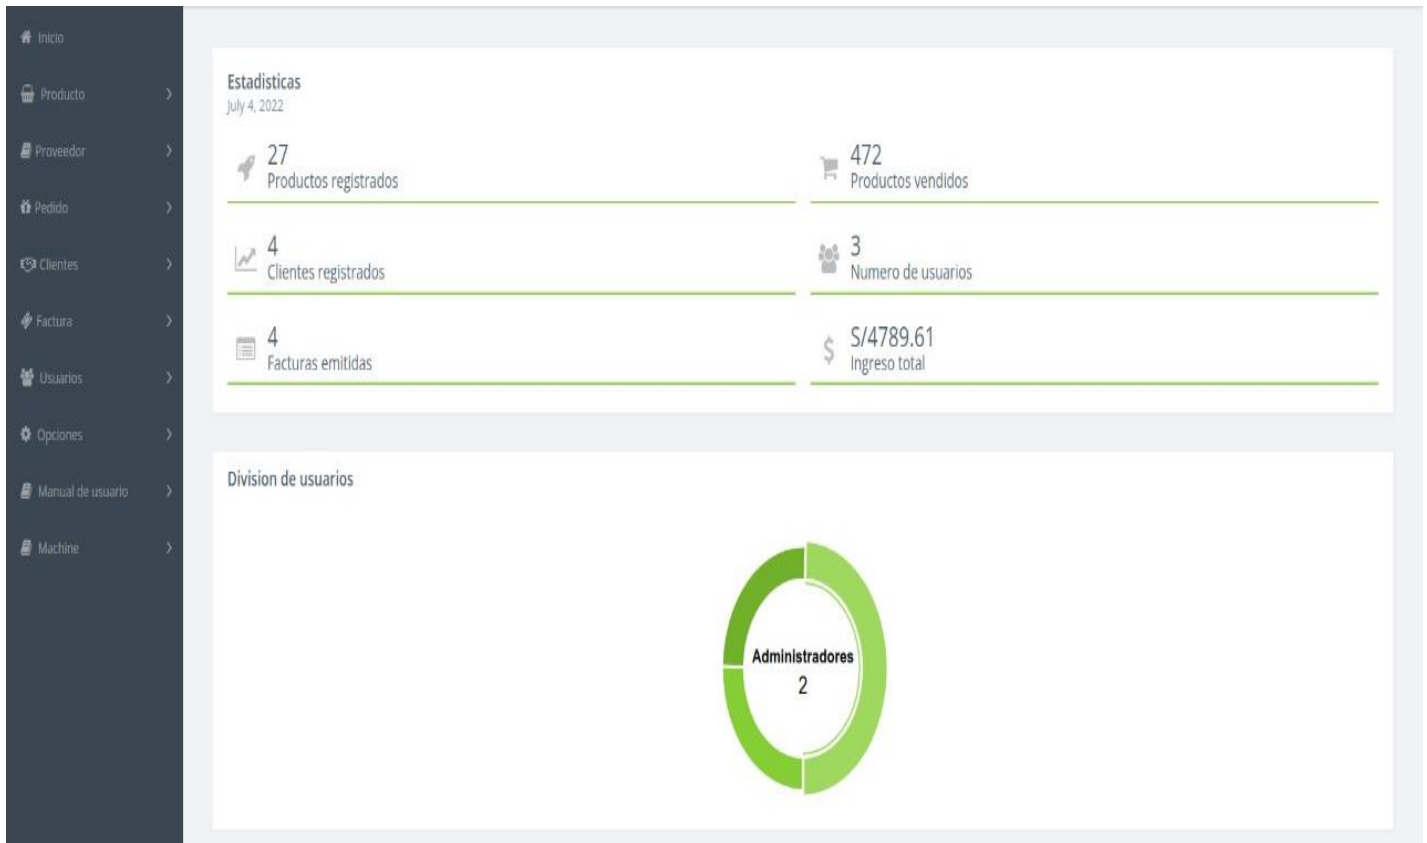 Inicio
Producto
Proveedor
Pedido
Clientes
Factura
Usuarios
Opciones
Manual de usuario
Machine
Estadisticas
July 4, 2022
27
Productos registrados
472
Productos vendidos
4
Clientes registrados
3
Numero de usuarios
4
Facturas emitidas
S/4789.61
Ingreso total
Division de usuarios
Administradores
2